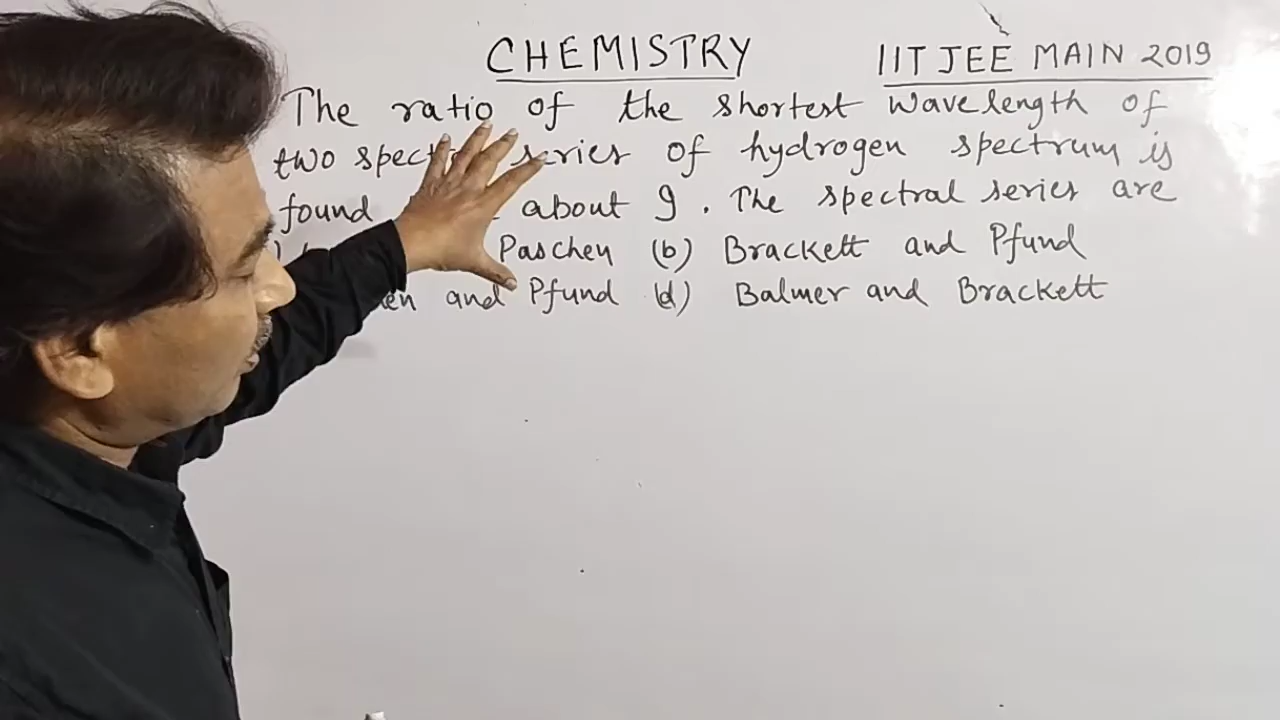 CHEMISTRY IIT JEE MAIN 2019
The ratio of the shortest wavelength of
two series of hydrogen spectrum is
found about 9. The spectral series are
Paschen (b) Brackett and Pfund
and Pfund (d) Balmer and Brackett